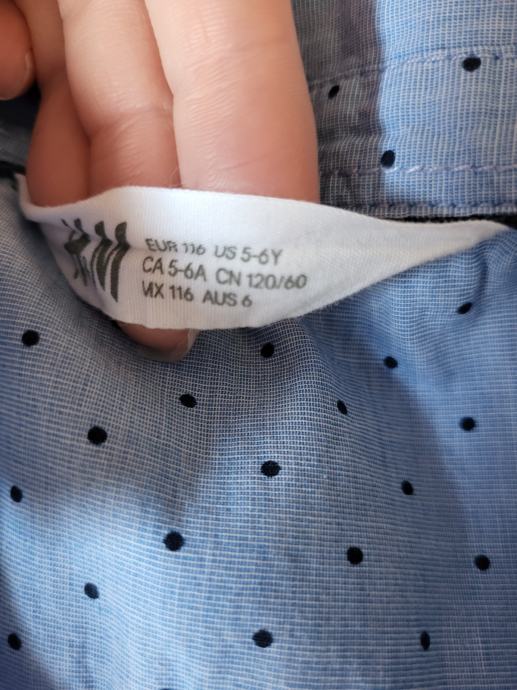 H&M
EUR 116 US 5-6Y
CA 5-6A CN 120/60
MX 116 AUS 6